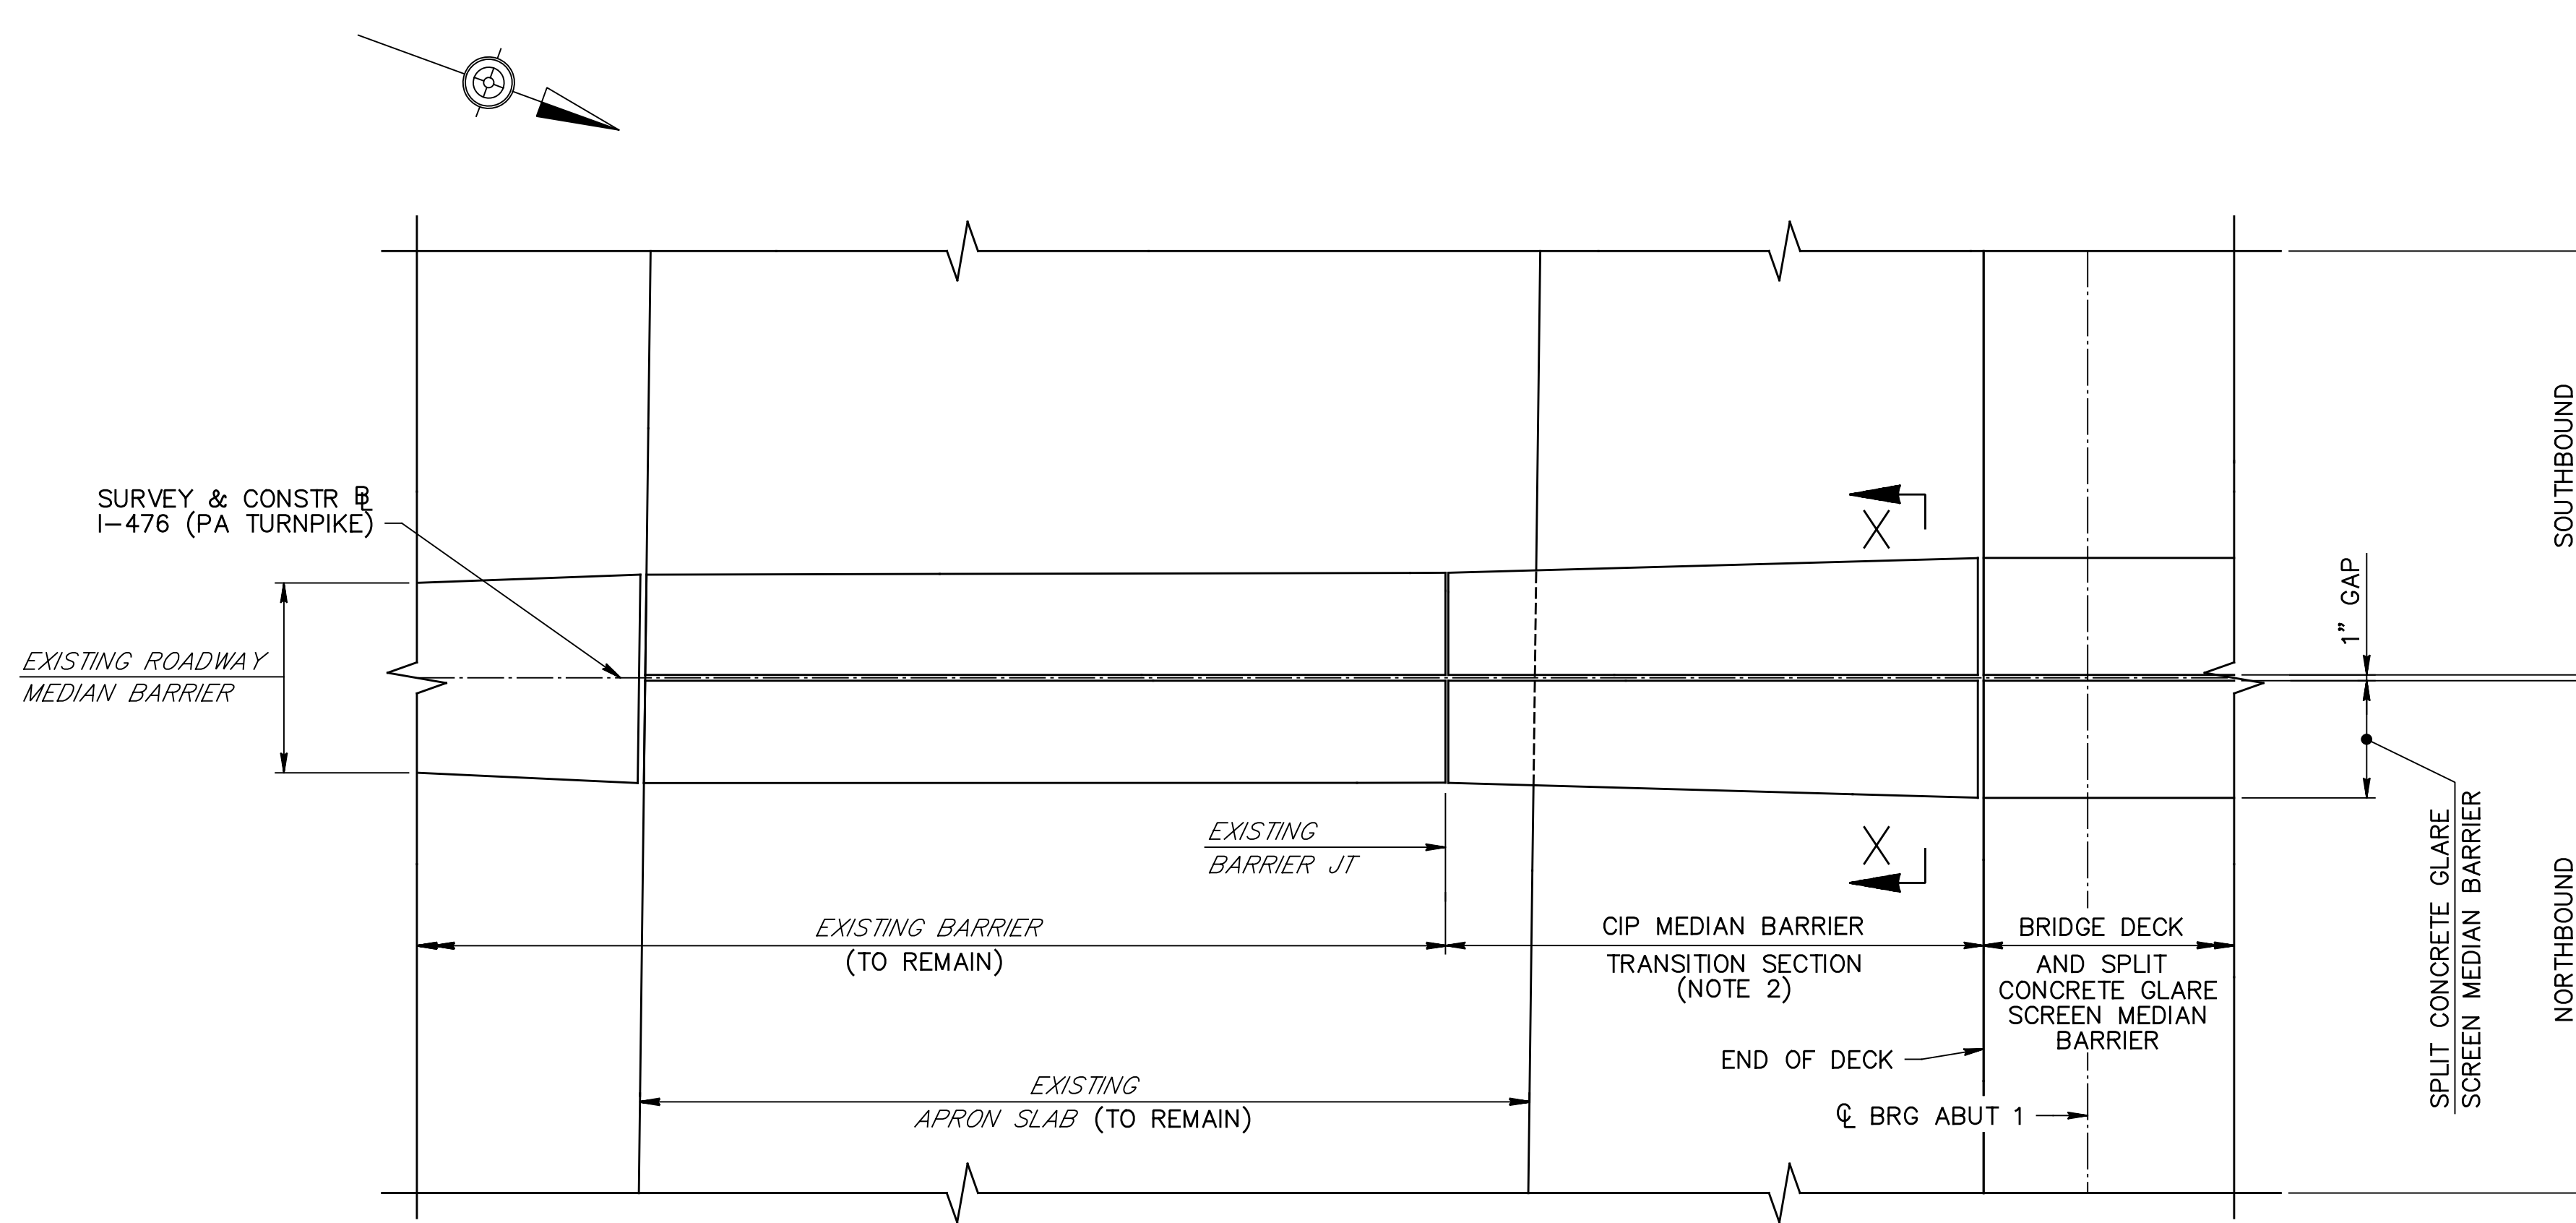 SURVEY & CONSTR ⅊
I-476 (PA TURNPIKE)
EXISTING ROADWAY
MEDIAN BARRIER
X
X
EXISTING
BARRIER JT
EXISTING BARRIER
(TO REMAIN)
CIP MEDIAN BARRIER
TRANSITION SECTION
(NOTE 2)
BRIDGE DECK
AND SPLIT
CONCRETE GLARE
SCREEN MEDIAN
BARRIER
END OF DECK
℄ BRG ABUT 1
EXISTING
APRON SLAB (TO REMAIN)
1" GAP
SPLIT CONCRETE GLARE
SCREEN MEDIAN BARRIER
SOUTHBOUND
NORTHBOUND